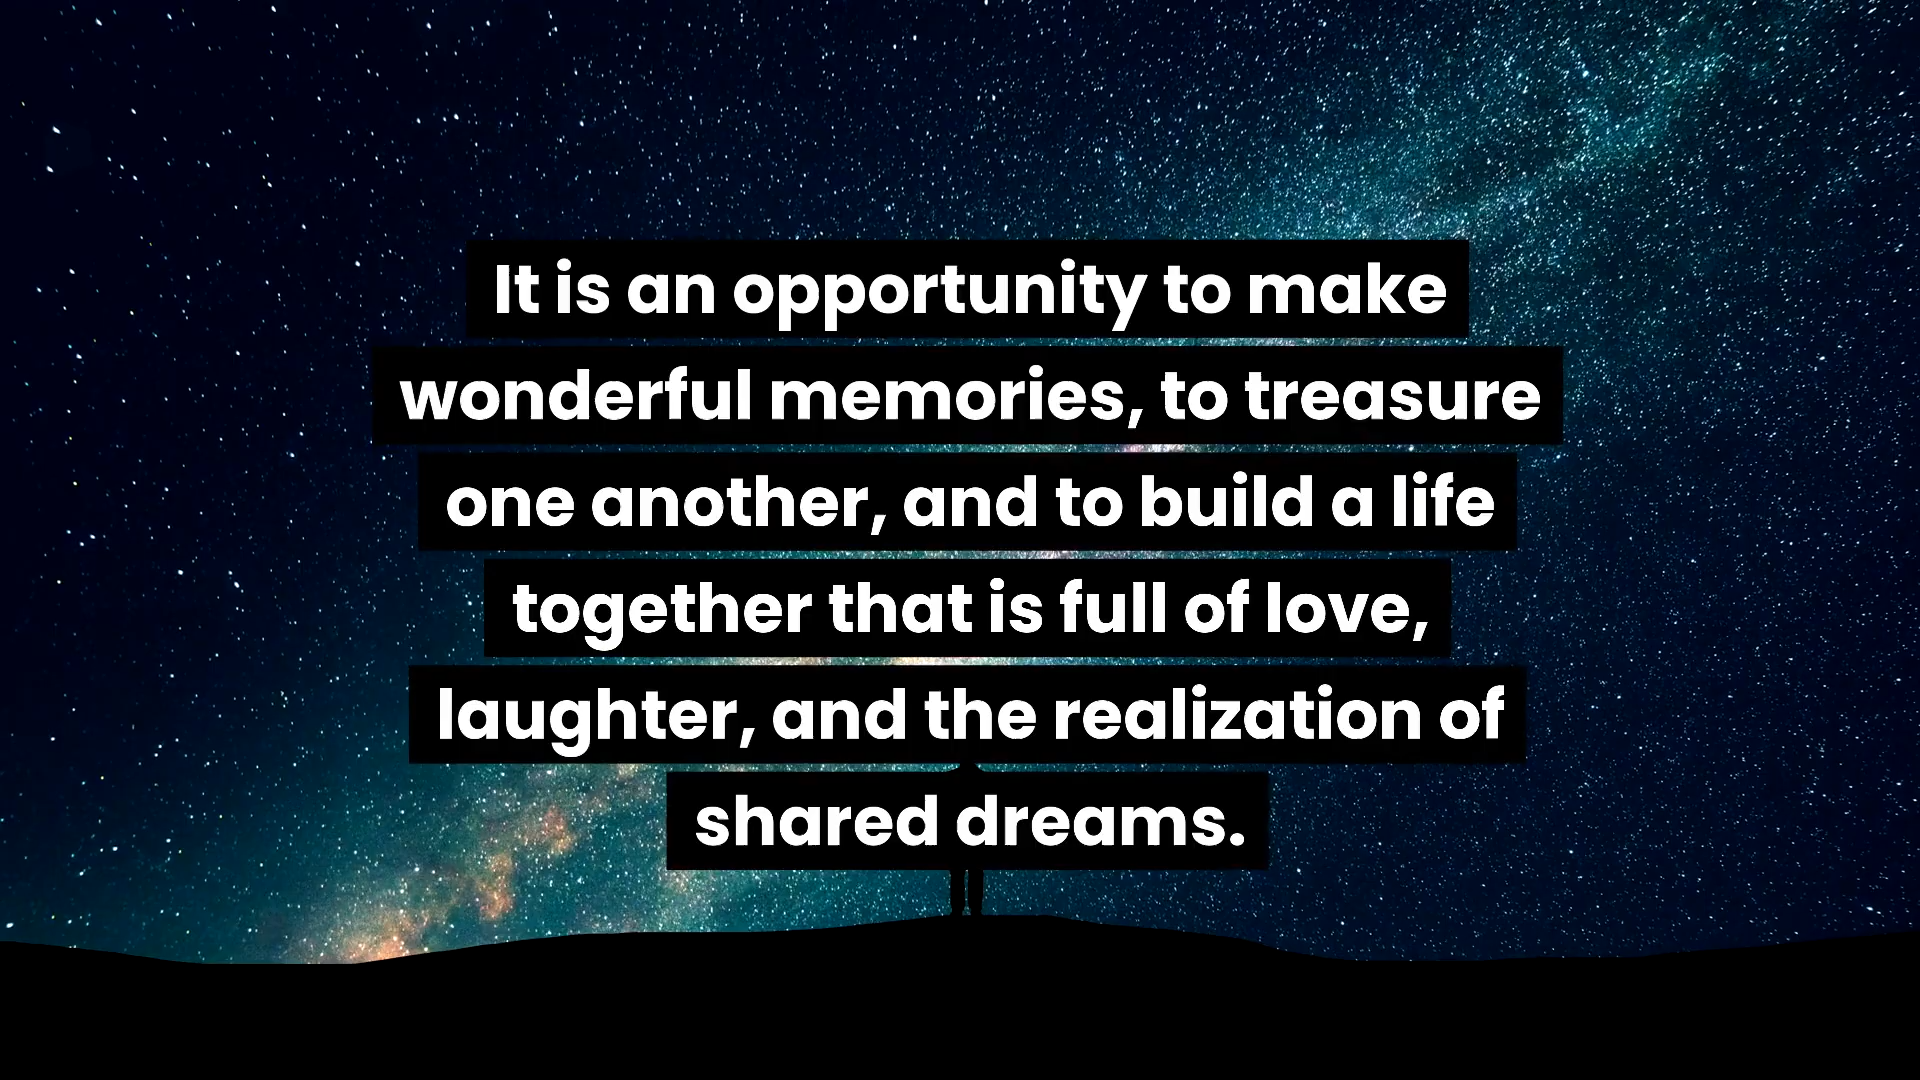 It is an opportunity to make
wonderful memories, to treasure
one another, and to build a life
together that is full of love,
laughter, and the realization of
shared dreams.